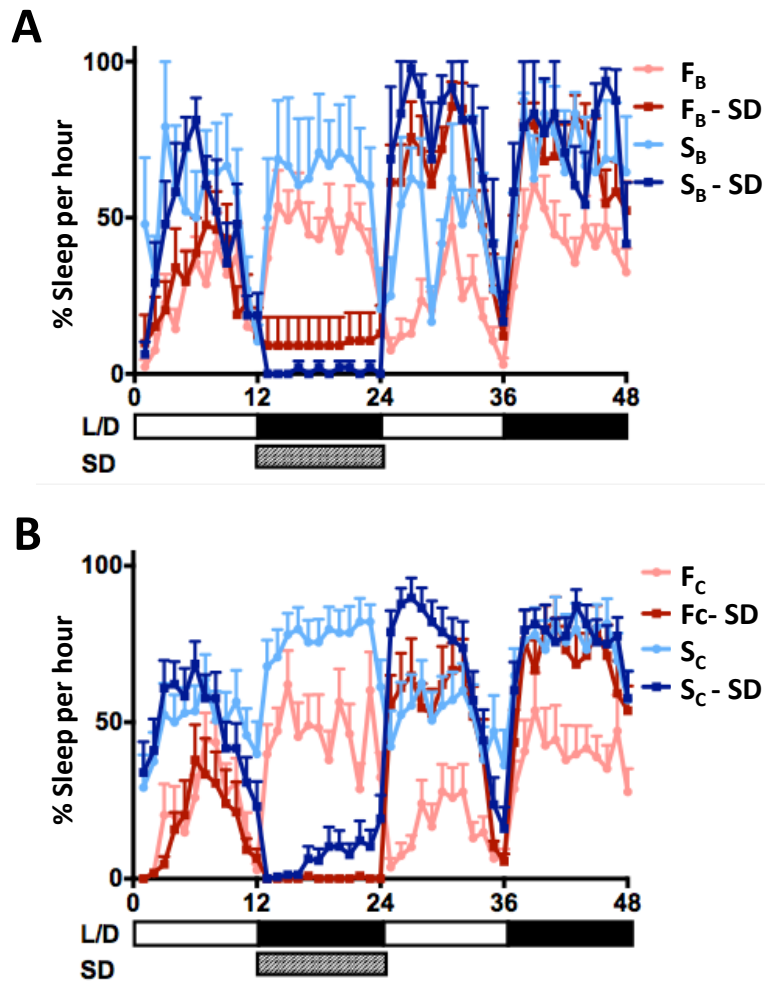 A
% Sleep per hour
100
50
0
0 12 24 36 48
L/D
SD
F_B
F_B - SD
S_B
S_B - SD
B
% Sleep per hour
100
50
0
0 12 24 36 48
L/D
SD
F_C
Fc- SD
S_C
S_C - SD